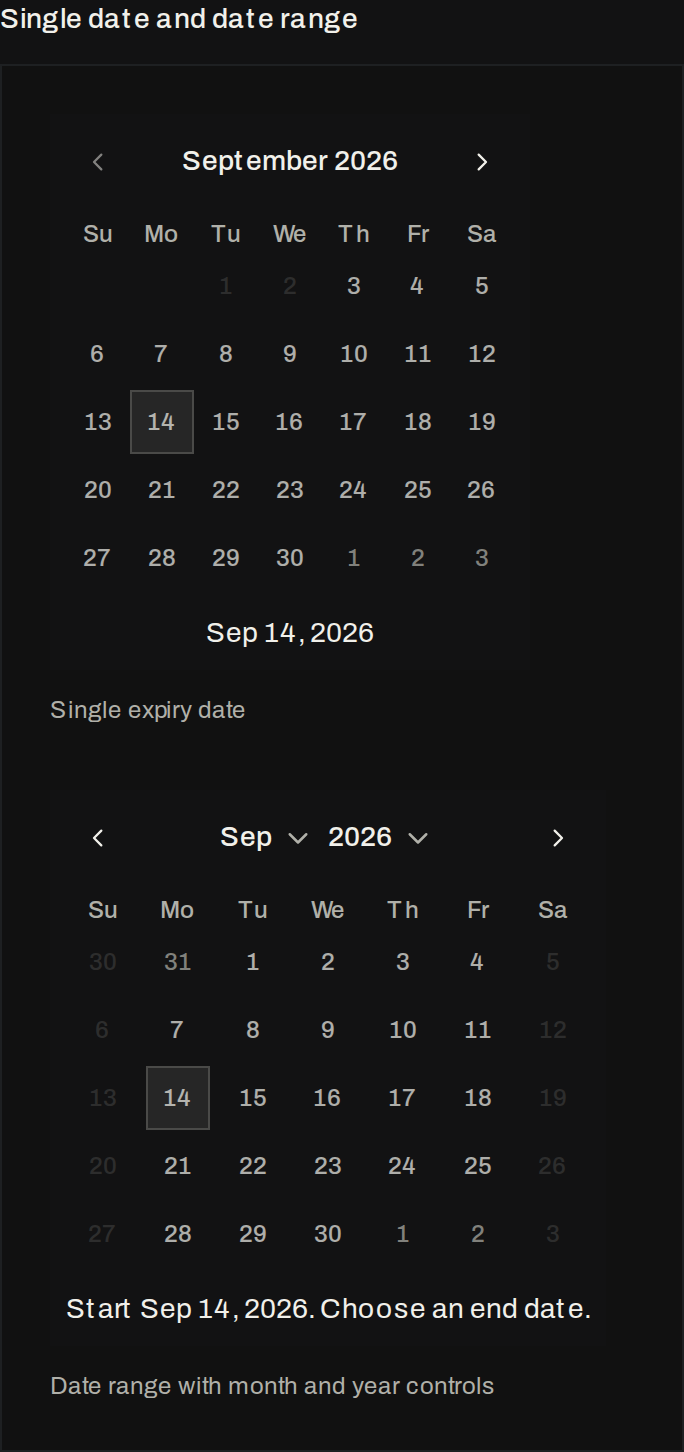 Single date and date range
September 2026
Su Mo Tu We Th Fr Sa
1 2 3 4 5
6 7 8 9 10 11 12
13 14 15 16 17 18 19
20 21 22 23 24 25 26
27 28 29 30 1 2 3
Sep 14, 2026
Single expiry date
Sep 2026
Su Mo Tu We Th Fr Sa
30 31 1 2 3 4 5
6 7 8 9 10 11 12
13 14 15 16 17 18 19
20 21 22 23 24 25 26
27 28 29 30 1 2 3
Start Sep 14, 2026. Choose an end date.
Date range with month and year controls